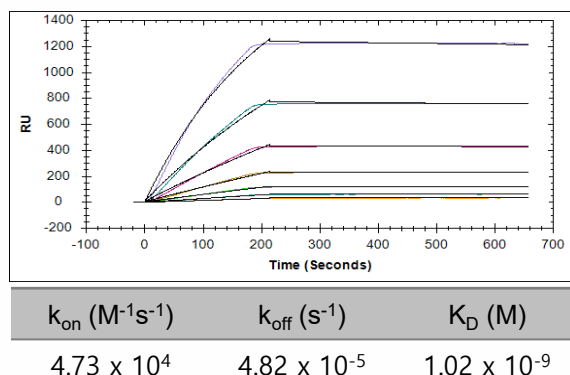 1400
1200
1000
800
600
400
200
0
-200
RU
-100 0 100 200 300 400 500 600 700
Time (Seconds)
kon (M-1s-1) koff (s-1) KD (M)
4.73 x 10⁴ 4.82 x 10⁻⁵ 1.02 x 10⁻⁹